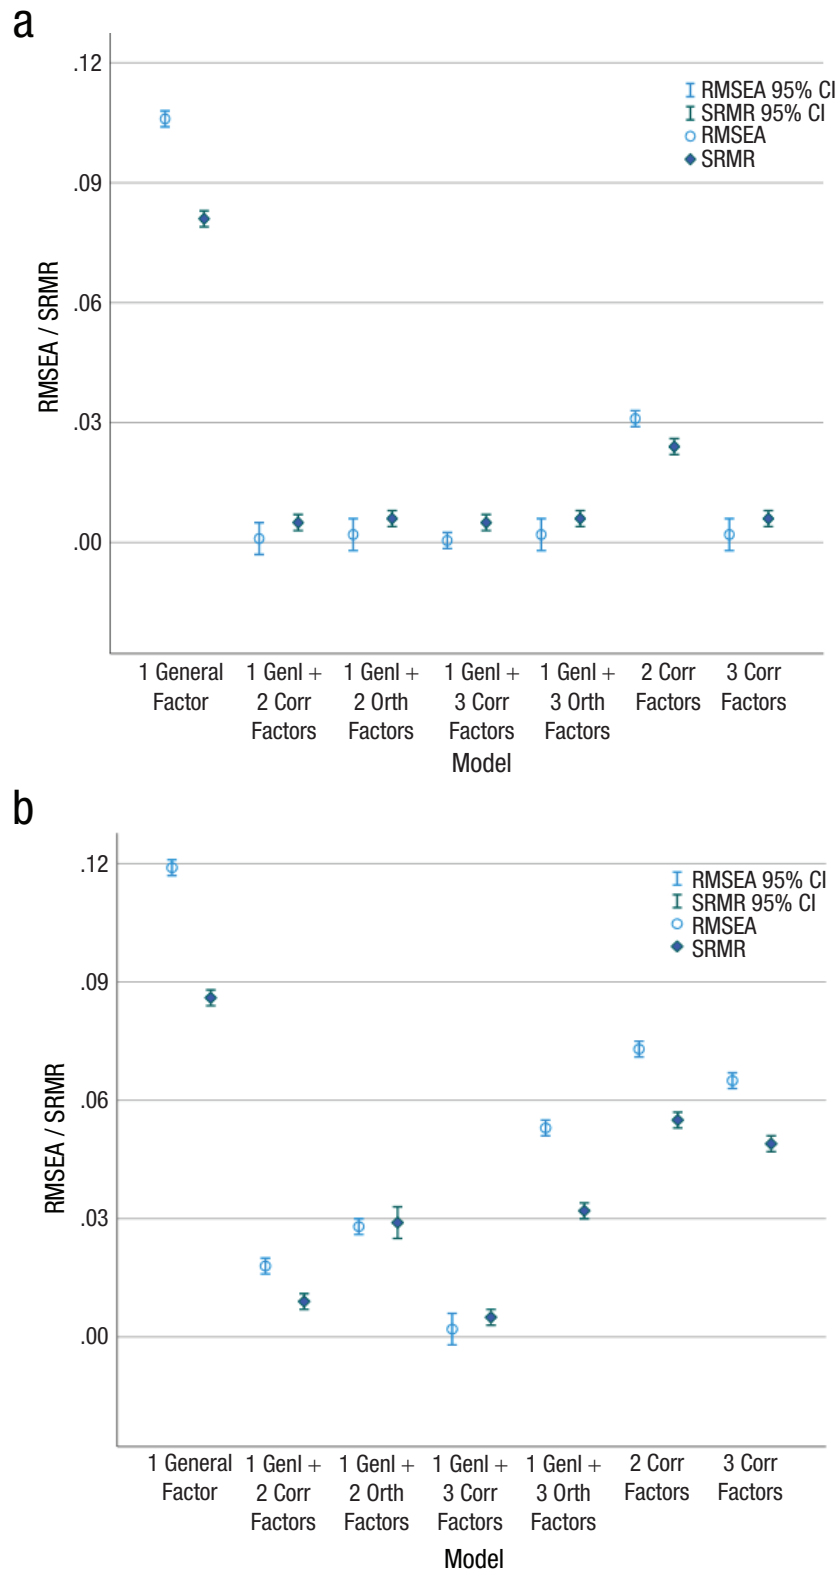 a
.12
.09
.06
.03
.00
RMSEA / SRMR
RMSEA 95% CI
SRMR 95% CI
RMSEA
SRMR
1 General
Factor
1 Genl +
2 Corr
Factors
1 Genl +
2 Orth
Factors
1 Genl +
3 Corr
Factors
1 Genl +
3 Orth
Factors
2 Corr
Factors
3 Corr
Factors
Model
b
.12
.09
.06
.03
.00
RMSEA / SRMR
RMSEA 95% CI
SRMR 95% CI
RMSEA
SRMR
1 General
Factor
1 Genl +
2 Corr
Factors
1 Genl +
2 Orth
Factors
1 Genl +
3 Corr
Factors
1 Genl +
3 Orth
Factors
2 Corr
Factors
3 Corr
Factors
Model